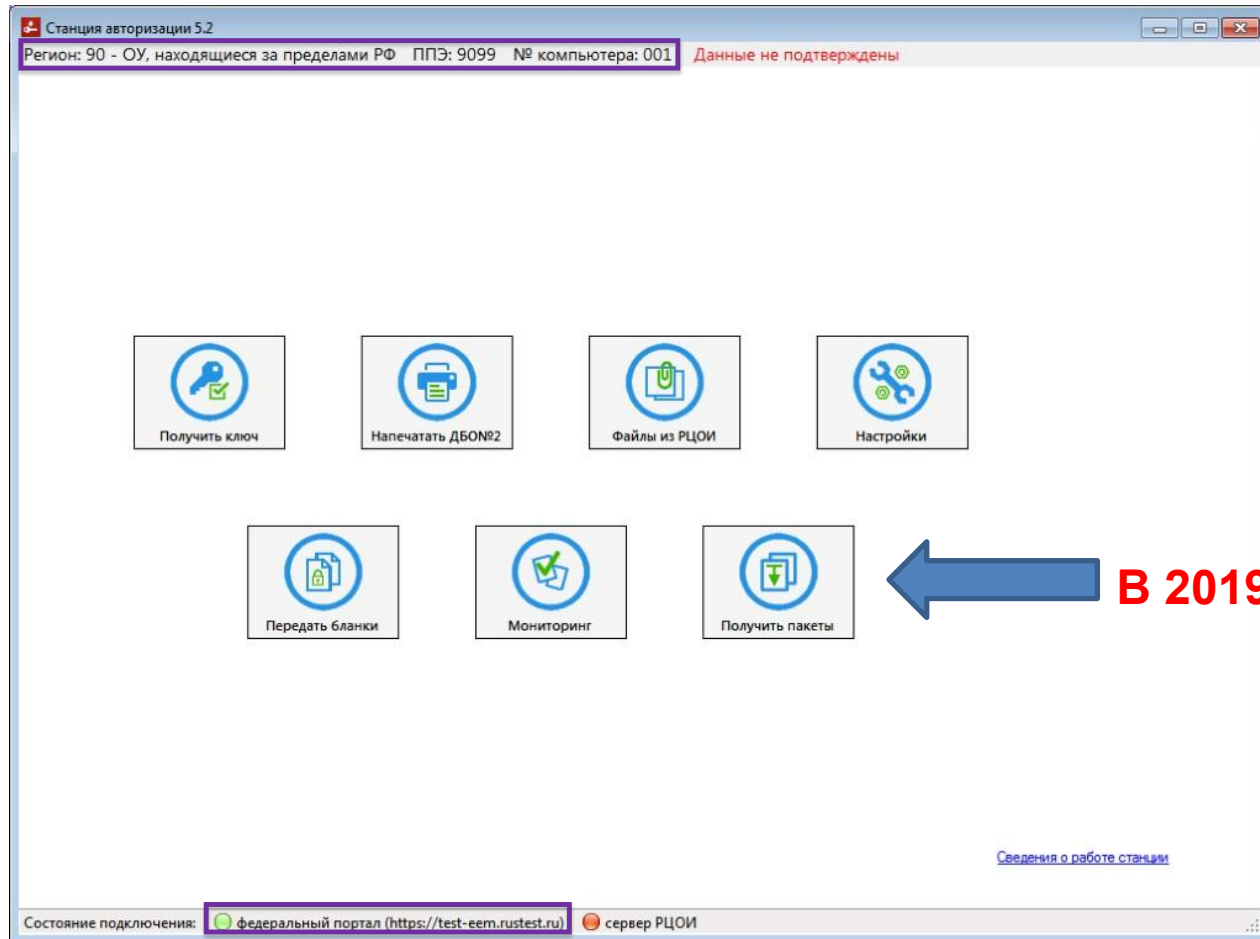 Станция авторизации 5.2
Регион: 90 - ОУ, находящиеся за пределами РФ ППЭ: 9099 № компьютера: 001 Данные не подтверждены
Получить ключ Напечатать ДБО№2 Файлы из РЦОИ Настройки
Передать бланки Мониторинг Получить пакеты
В 2019
Сведения о работе станции
Состояние подключения: федеральный портал (https://test-eem.rustest.ru) сервер РЦОИ